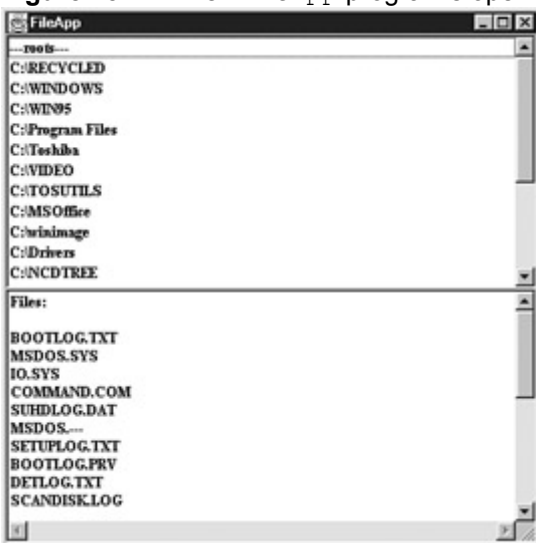 FileApp
---roots---
C:\RECYCLED
C:\WINDOWS
C:\WIN95
C:\Program Files
C:\Toshiba
C:\VIDEO
C:\TOSUTILS
C:\MSOffice
C:\winimage
C:\Drivers
C:\NCDTREE
Files:
BOOTLOG.TXT
MSDOS.SYS
IO.SYS
COMMAND.COM
SUHDLOG.DAT
MSDOS.---
SETUPLOG.TXT
BOOTLOG.PRV
DETLOG.TXT
SCANDISK.LOG